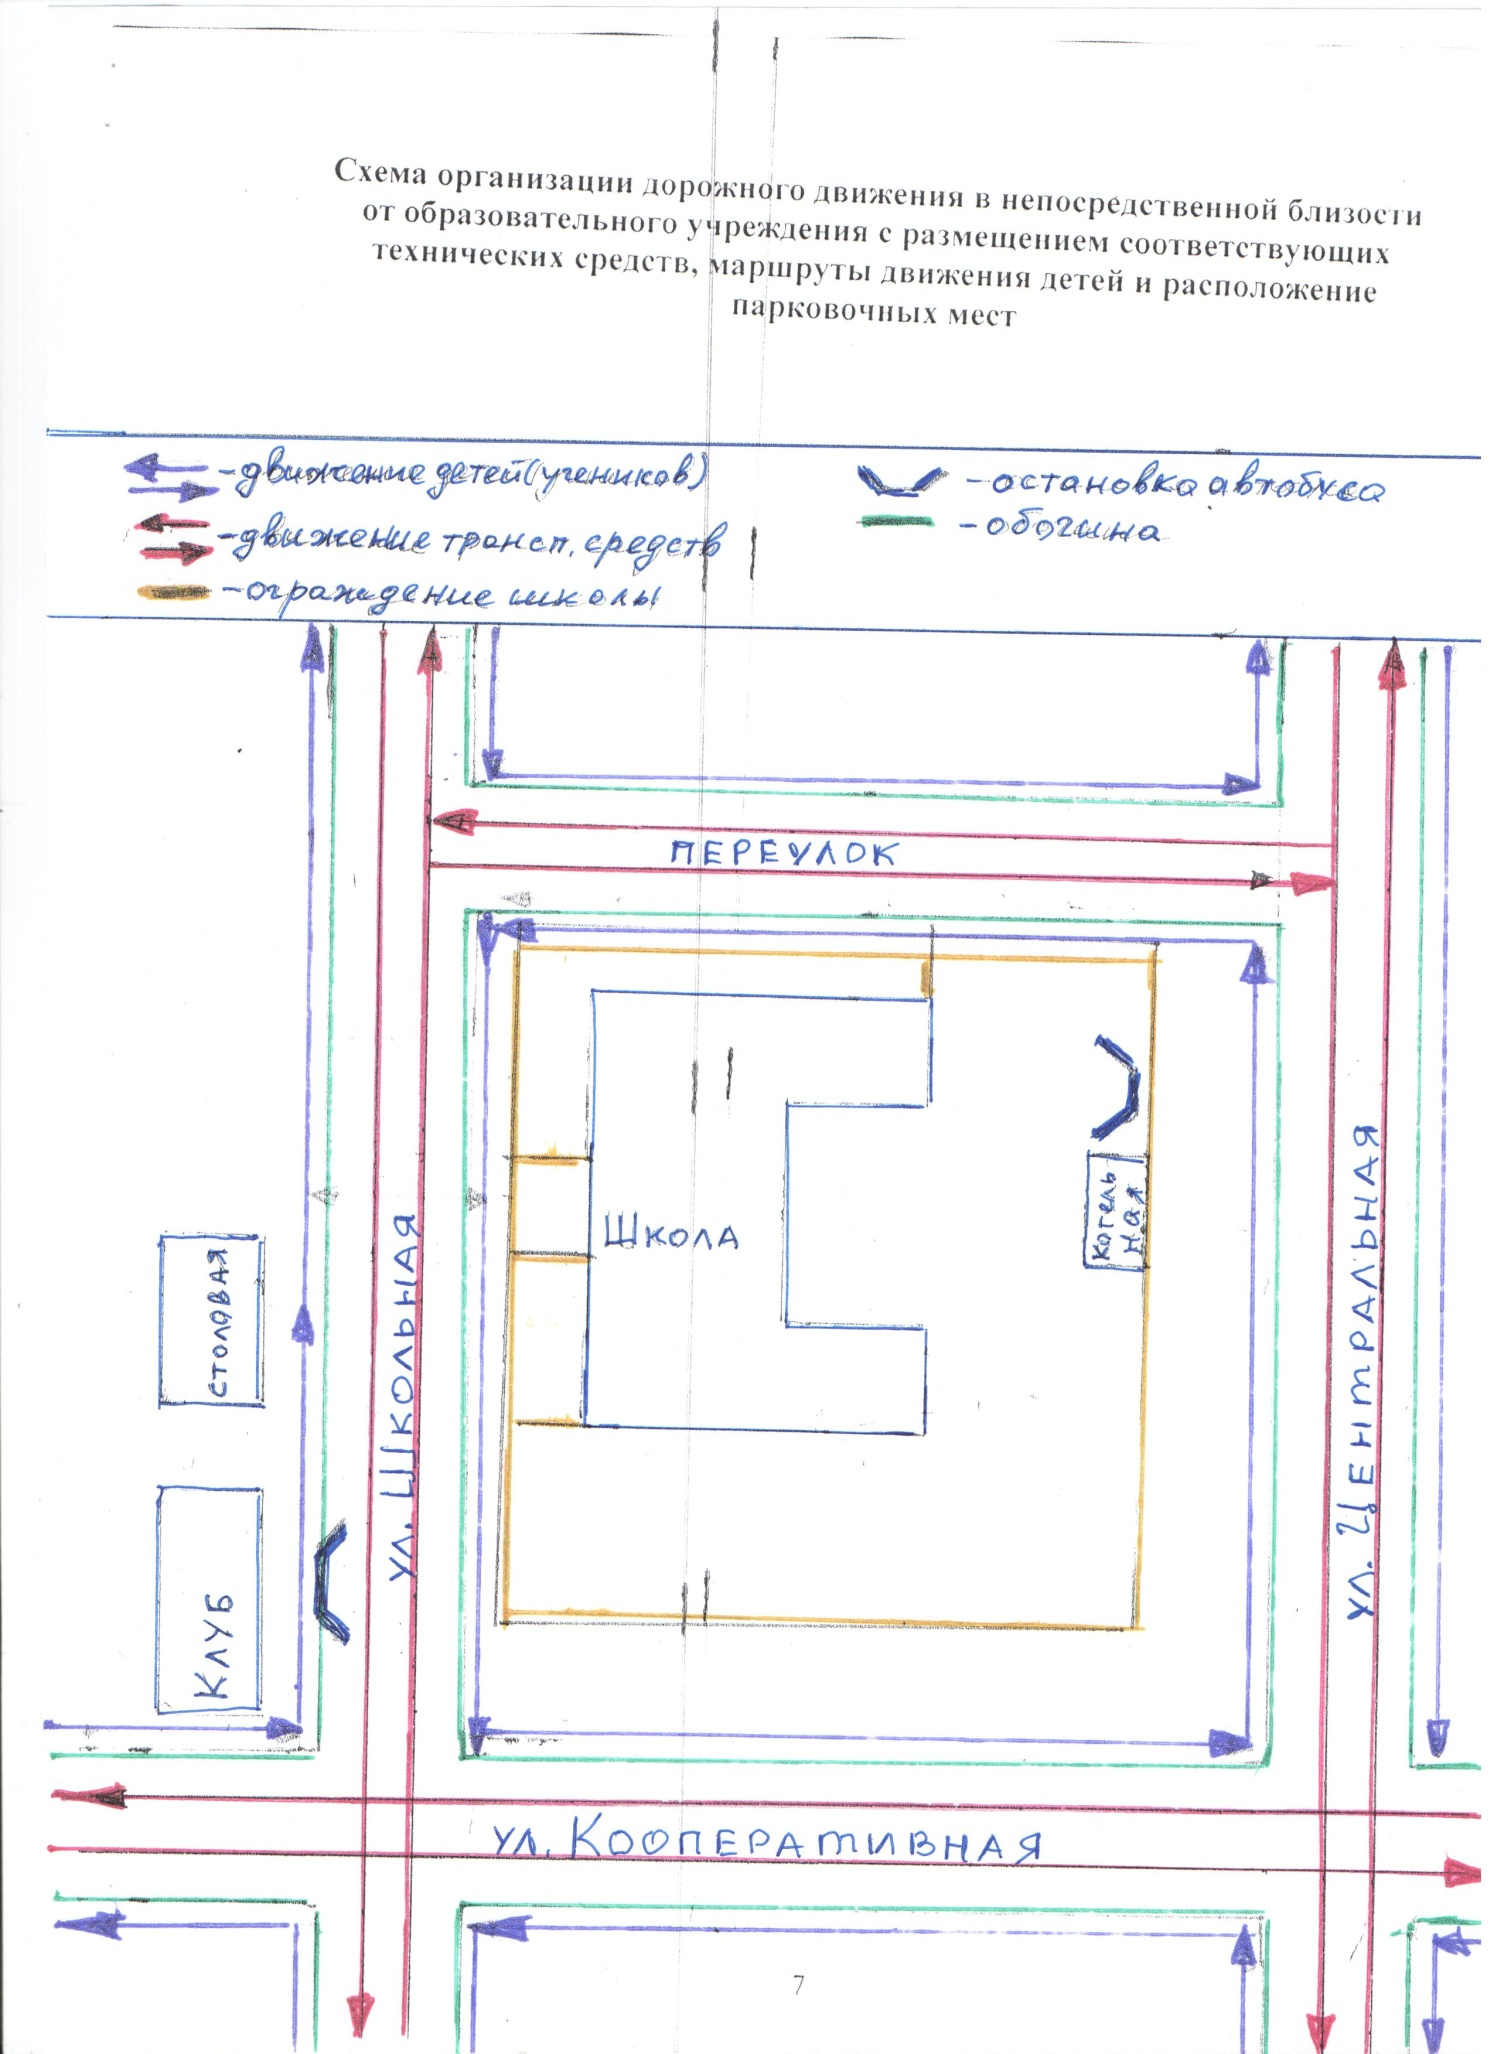 Схема организации дорожного движения в непосредственной близости
от образовательного учреждения с размещением соответствующих
технических средств, маршруты движения детей и расположение
парковочных мест
-движение детей(учеников)
-движение трансп. средств
-ограждение школы
-остановка автобуса
-обочина
ПЕРЕУЛОК
ШКОЛА
КОТЕЛЬ
НАЯ
СТОЛОВАЯ
КЛУБ
УЛ. ШКОЛЬНАЯ
УЛ. ЦЕНТРАЛЬНАЯ
УЛ. КООПЕРАТИВНАЯ
7